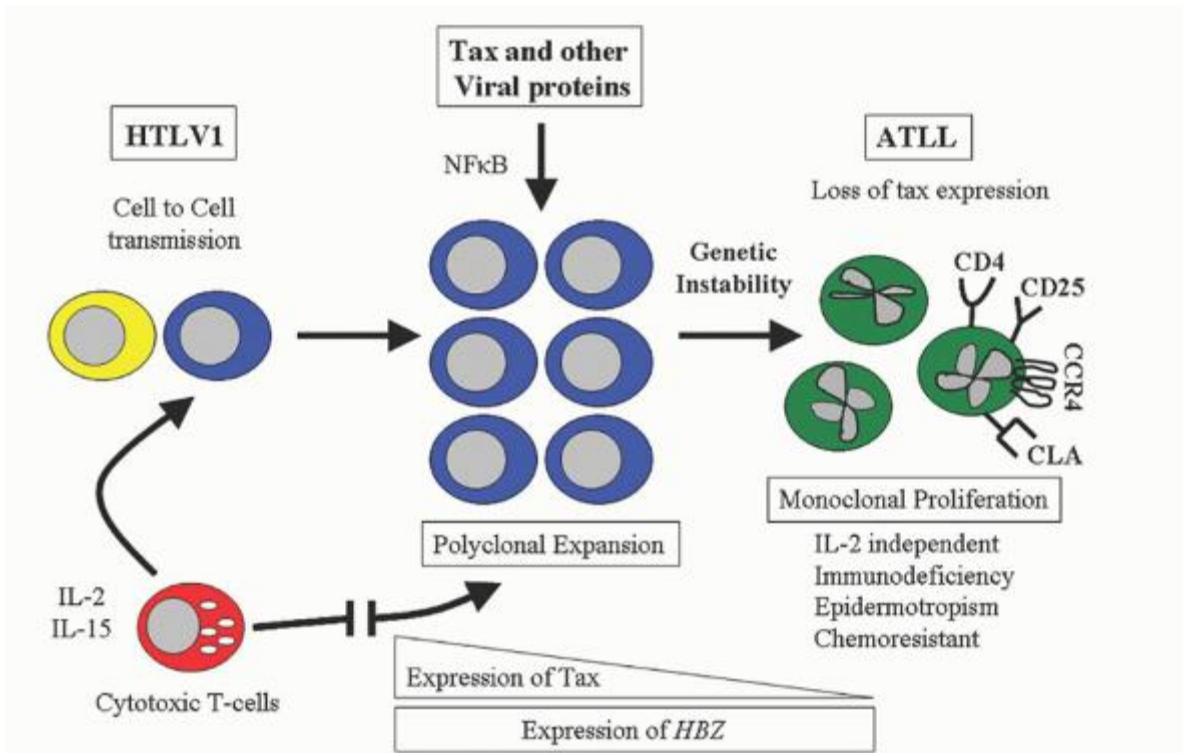 Tax and other
Viral proteins
HTLV1
ATLL
NFκB
Cell to Cell
transmission
Loss of tax expression
Genetic
Instability
CD4
CD25
CCR4
CLA
Polyclonal Expansion
Monoclonal Proliferation
IL-2 independent
Immunodeficiency
Epidermotropism
Chemoresistant
IL-2
IL-15
Cytotoxic T-cells
Expression of Tax
Expression of HBZ